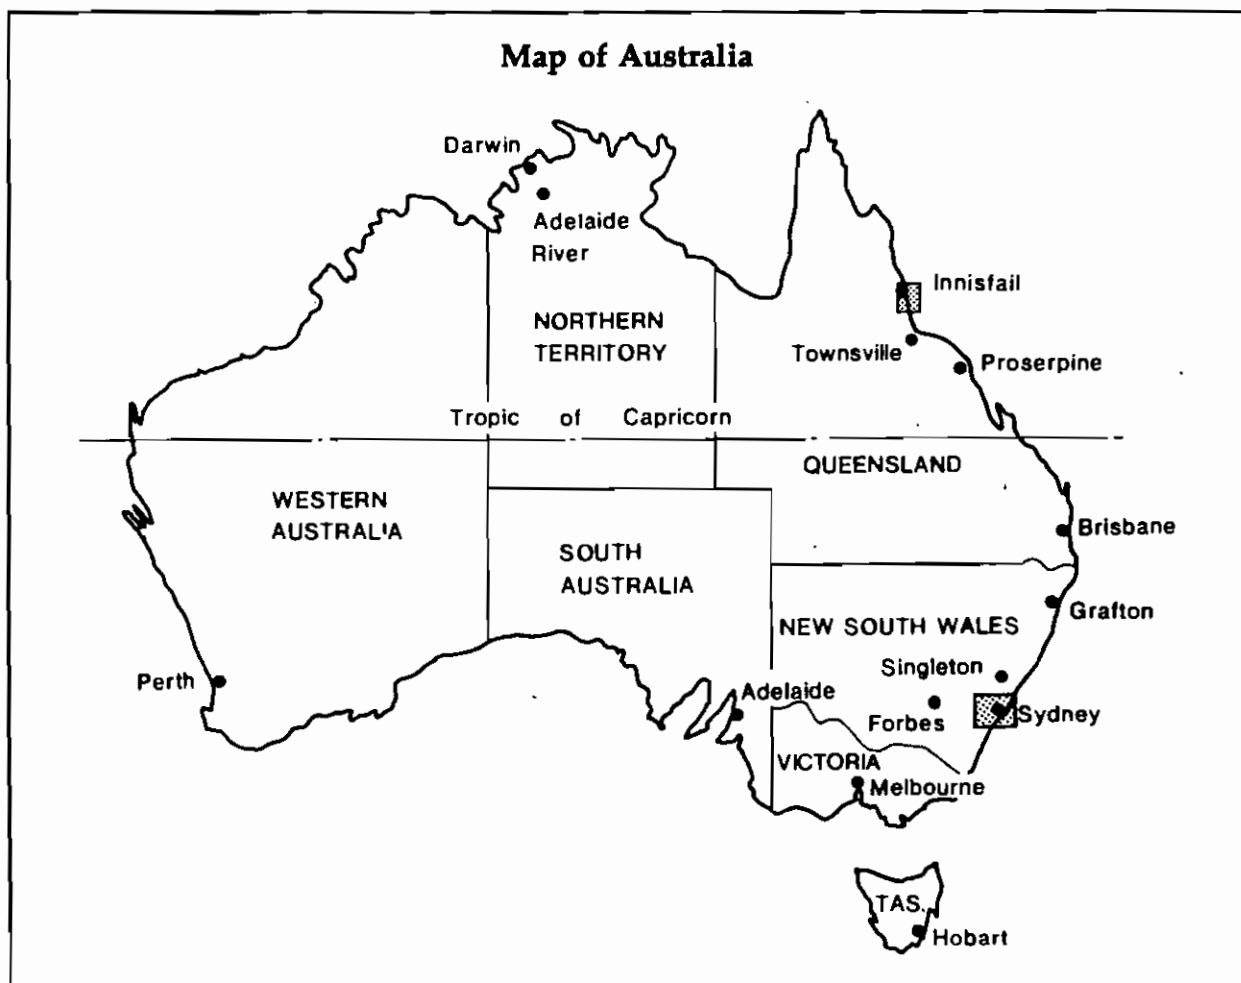 Map of Australia
Darwin
Adelaide
River
Innisfail
NORTHERN
TERRITORY
Townsville
Proserpine
Tropic of Capricorn
QUEENSLAND
WESTERN
AUSTRALIA
Brisbane
SOUTH
AUSTRALIA
Grafton
NEW SOUTH WALES
Singleton
Perth
Adelaide
Forbes
Sydney
VICTORIA
Melbourne
TAS.
Hobart